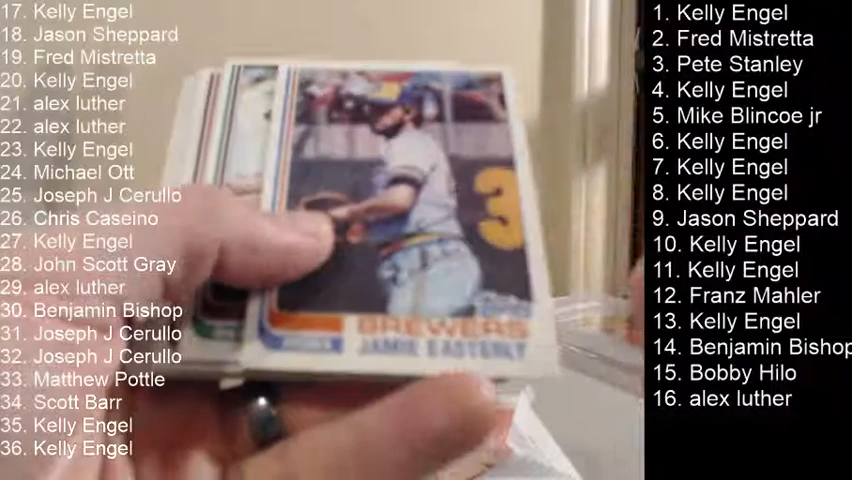 17. Kelly Engel
18. Jason Sheppard
19. Fred Mistretta
20. Kelly Engel
21. alex luther
22. alex luther
23. Kelly Engel
24. Michael Ott
25. Joseph J Cerullo
26. Chris Caseino
27. Kelly Engel
28. John Scott Gray
29. alex luther
30. Benjamin Bishop
31. Joseph J Cerullo
32. Joseph J Cerullo
33. Matthew Pottle
34. Scott Barr
35. Kelly Engel
36. Kelly Engel
3
BREWERS
JAMIE EASTERLY
1. Kelly Engel
2. Fred Mistretta
3. Pete Stanley
4. Kelly Engel
5. Mike Blincoe jr
6. Kelly Engel
7. Kelly Engel
8. Kelly Engel
9. Jason Sheppard
10. Kelly Engel
11. Kelly Engel
12. Franz Mahler
13. Kelly Engel
14. Benjamin Bishop
15. Bobby Hilo
16. alex luther